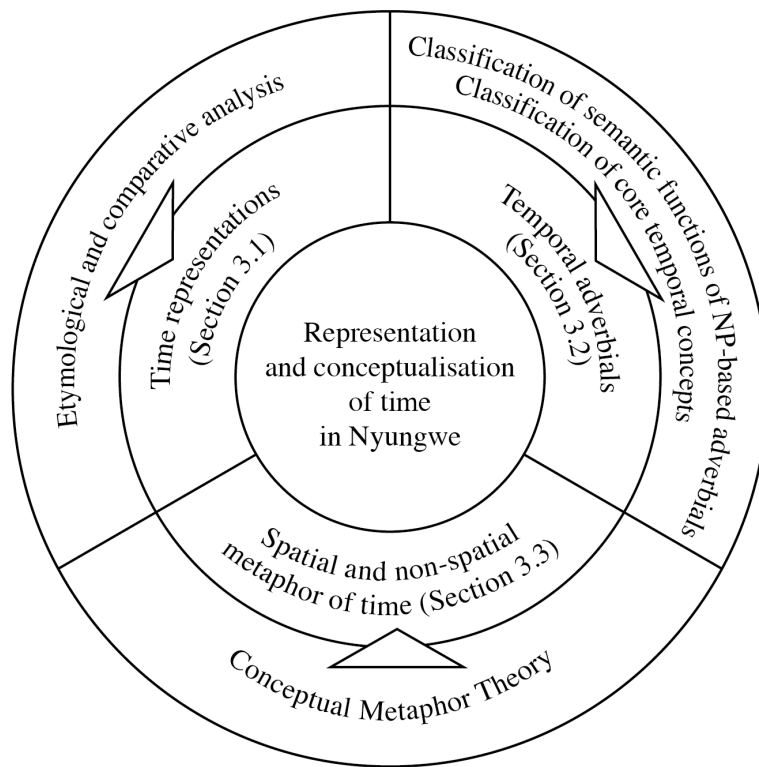 Etymological and comparative analysis
Time representations
(Section 3.1)
Classification of semantic functions of NP-based adverbials
Classification of core temporal concepts
Temporal adverbials
(Section 3.2)
Representation
and conceptualisation
of time
in Nyungwe
Spatial and non-spatial
metaphor of time (Section 3.3)
Conceptual Metaphor Theory